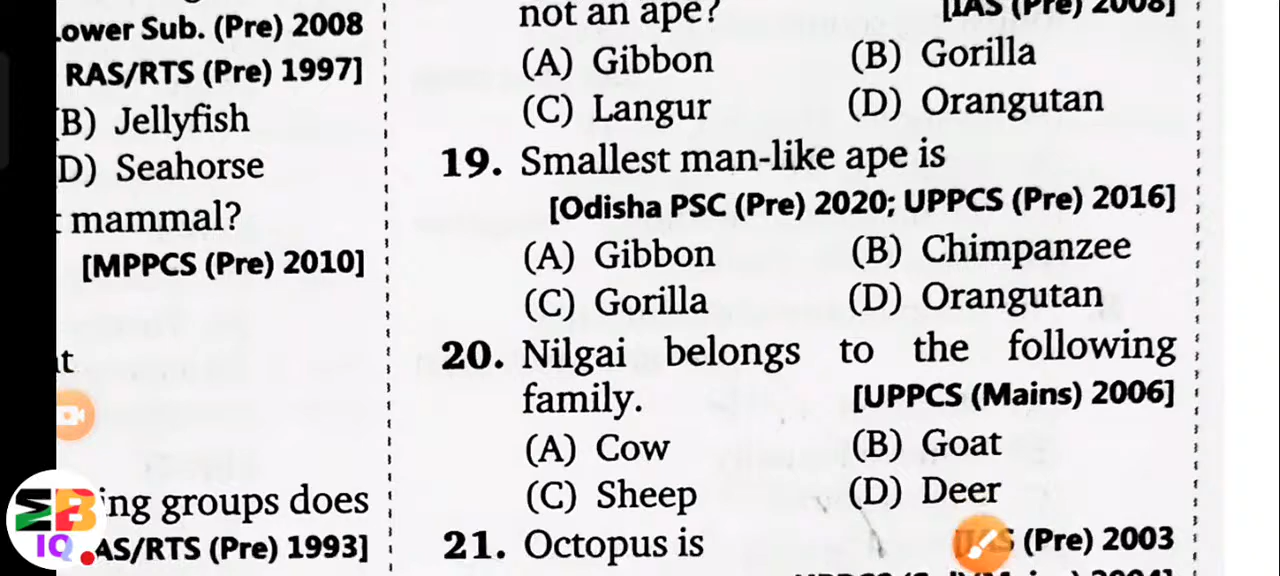 Lower Sub. (Pre) 2008
RAS/RTS (Pre) 1997]
(B) Jellyfish
(D) Seahorse
mammal?
[MPPCS (Pre) 2010]
ing groups does
AS/RTS (Pre) 1993]
not an ape?
[IAS (Pre) 2008]
(A) Gibbon (B) Gorilla
(C) Langur (D) Orangutan
19. Smallest man-like ape is
[Odisha PSC (Pre) 2020; UPPCS (Pre) 2016]
(A) Gibbon (B) Chimpanzee
(C) Gorilla (D) Orangutan
20. Nilgai belongs to the following
family. [UPPCS (Mains) 2006]
(A) Cow (B) Goat
(C) Sheep (D) Deer
21. Octopus is (Pre) 2003
MB
IQ